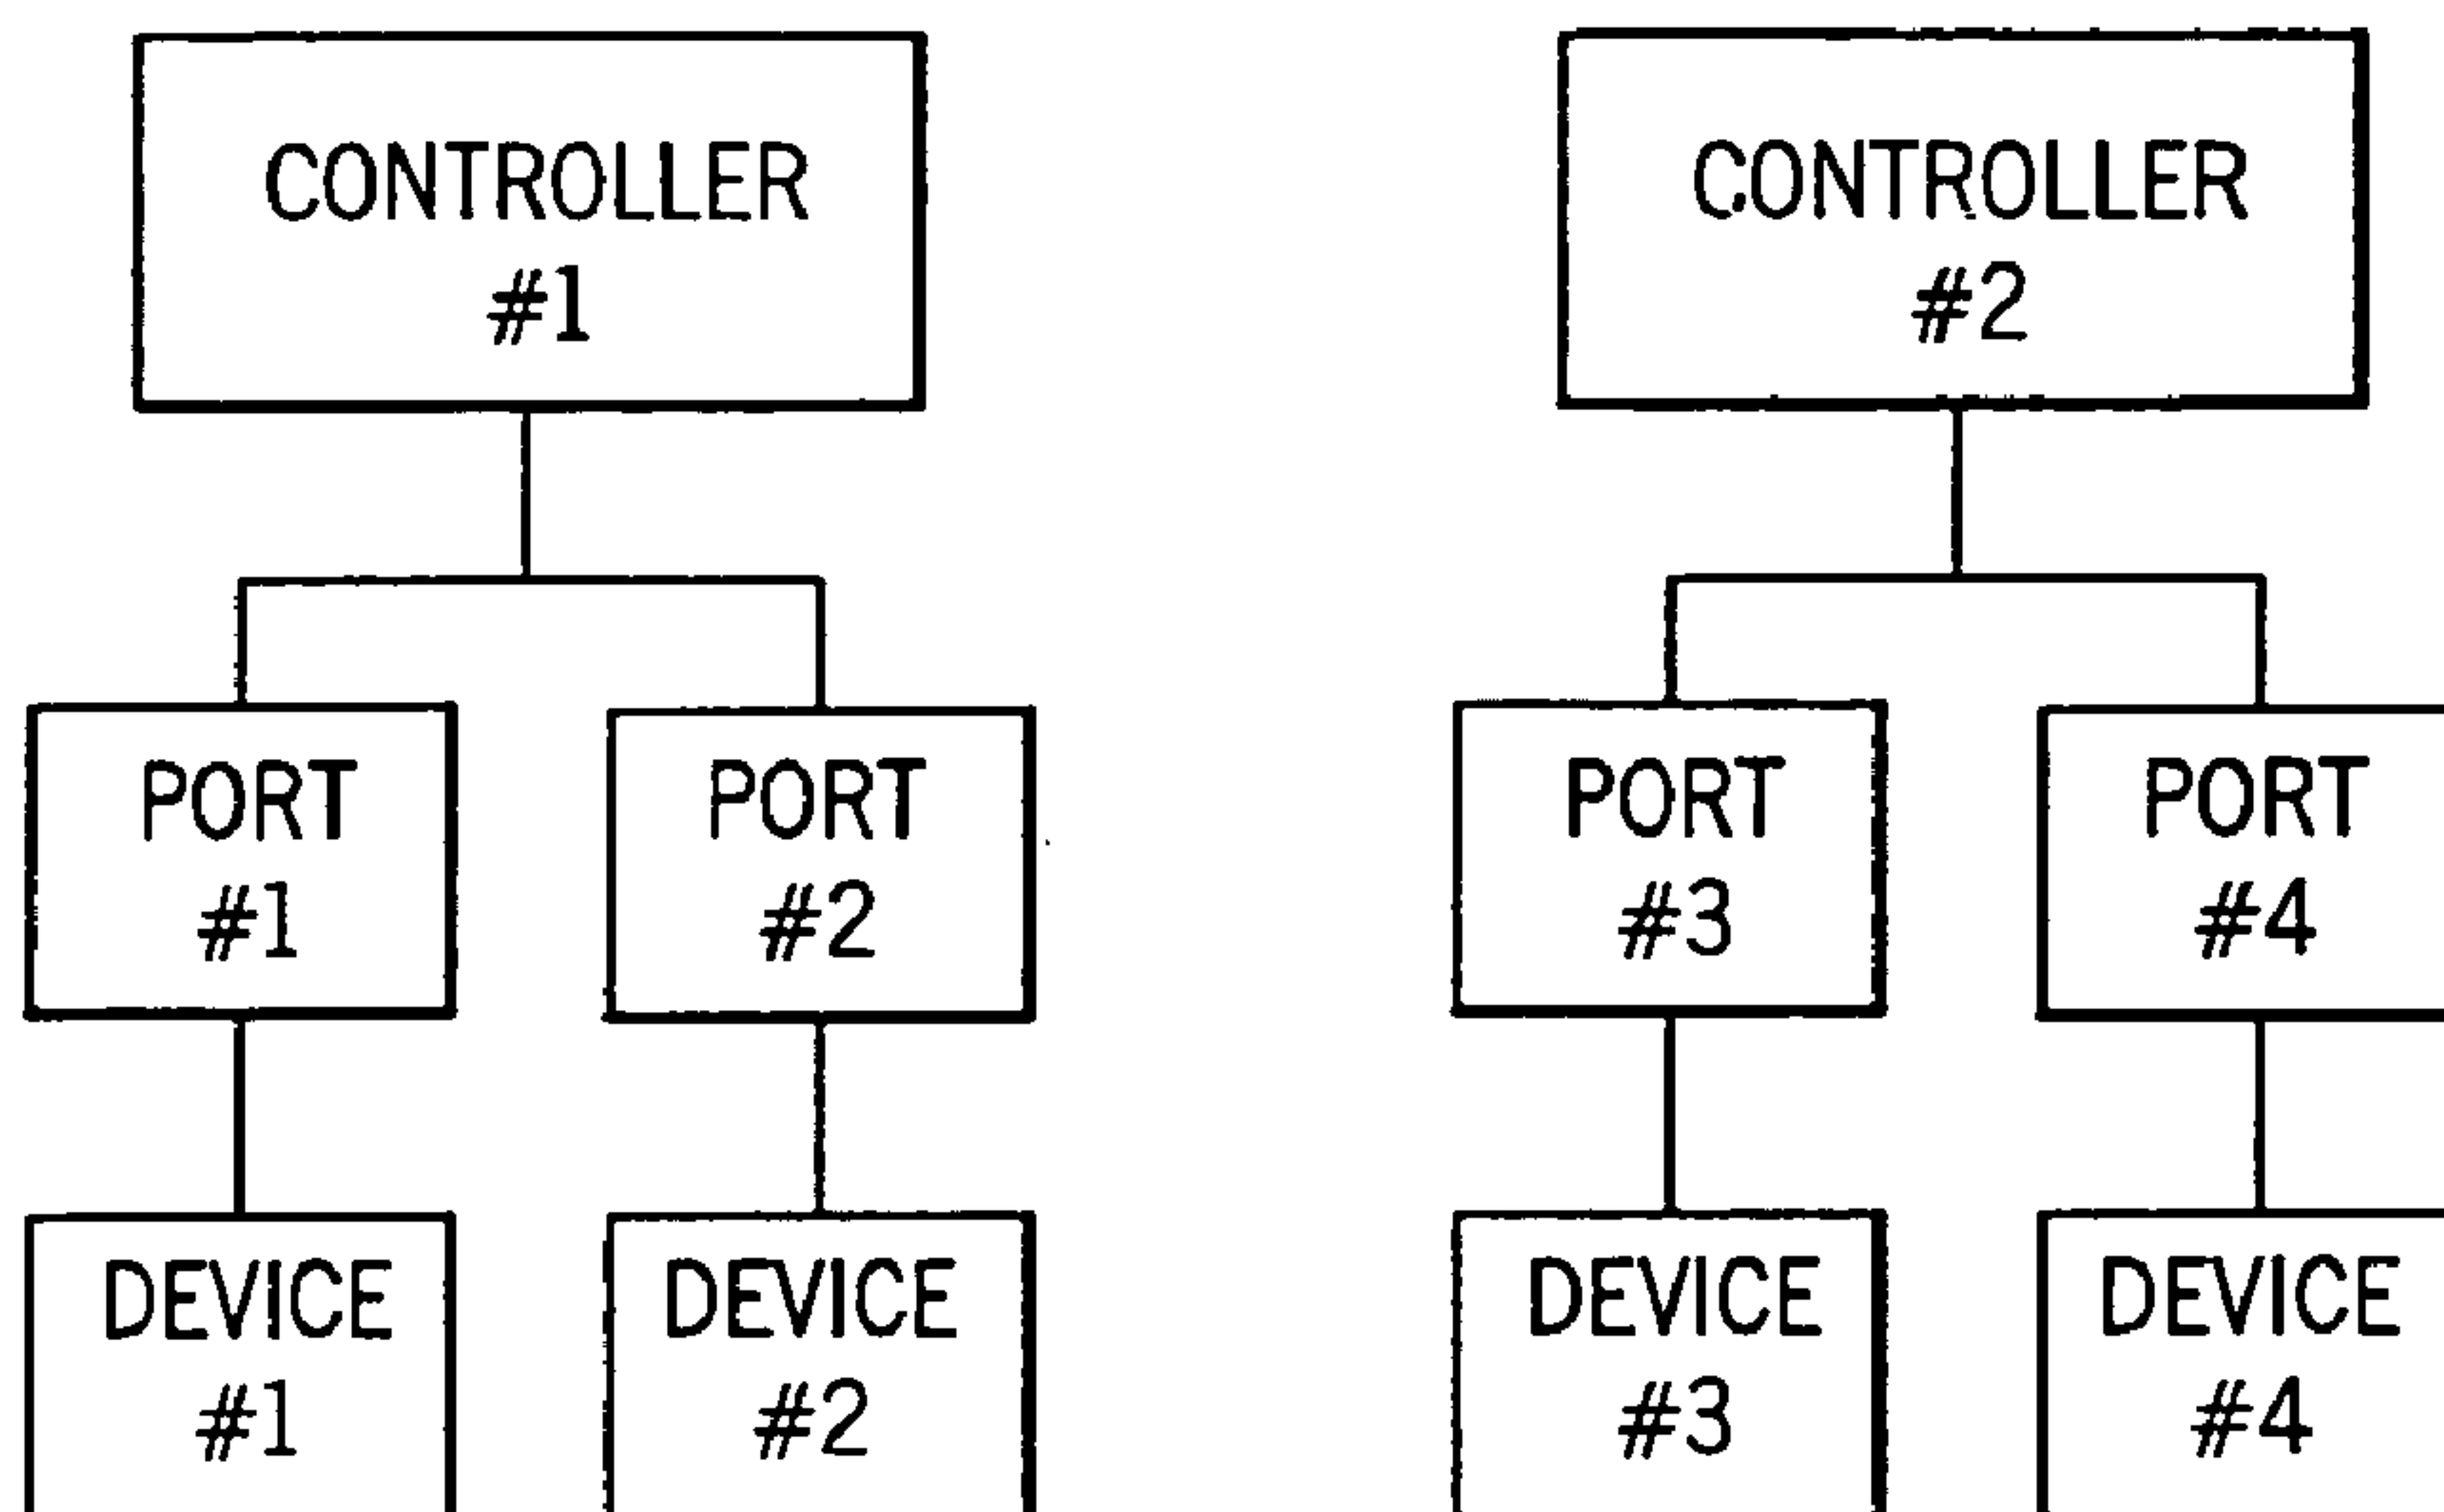 CONTROLLER
#1
CONTROLLER
#2
PORT
#1
PORT
#2
PORT
#3
PORT
#4
DEVICE
#1
DEVICE
#2
DEVICE
#3
DEVICE
#4